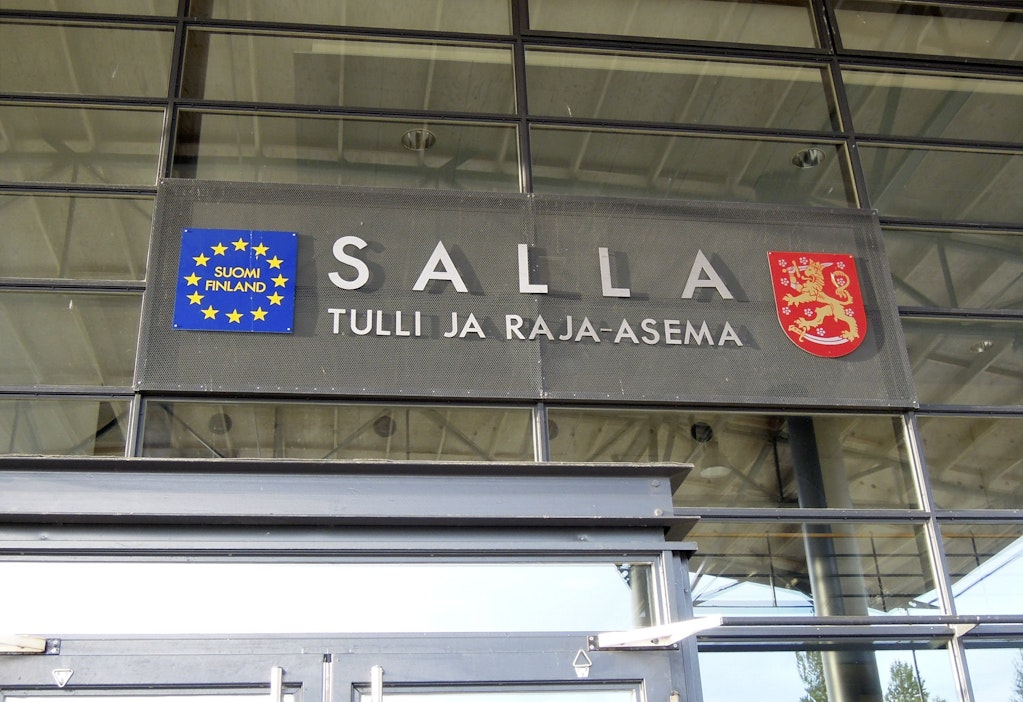 SUOMI
FINLAND
SALLA
TULLI JA RAJA-ASEMA